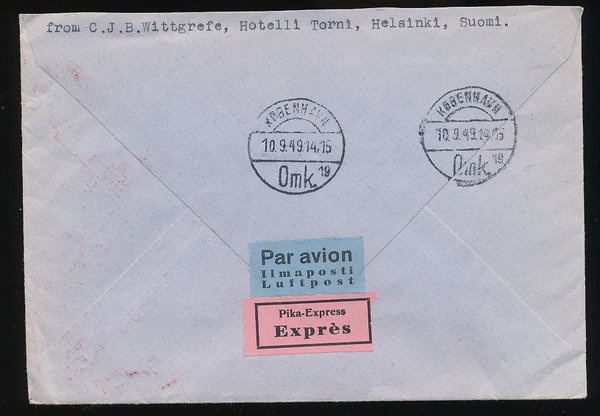 from C.J.B.Wittgrefe, Hotelli Torni, Helsinki, Suomi.
KØBENHAVN
10.9.49.14/15
Omk. 19
KØBENHAVN
10.9.49.14/15
Omk. 19
Par avion
Ilmaposti
Luftpost
Pika-Express
Exprès